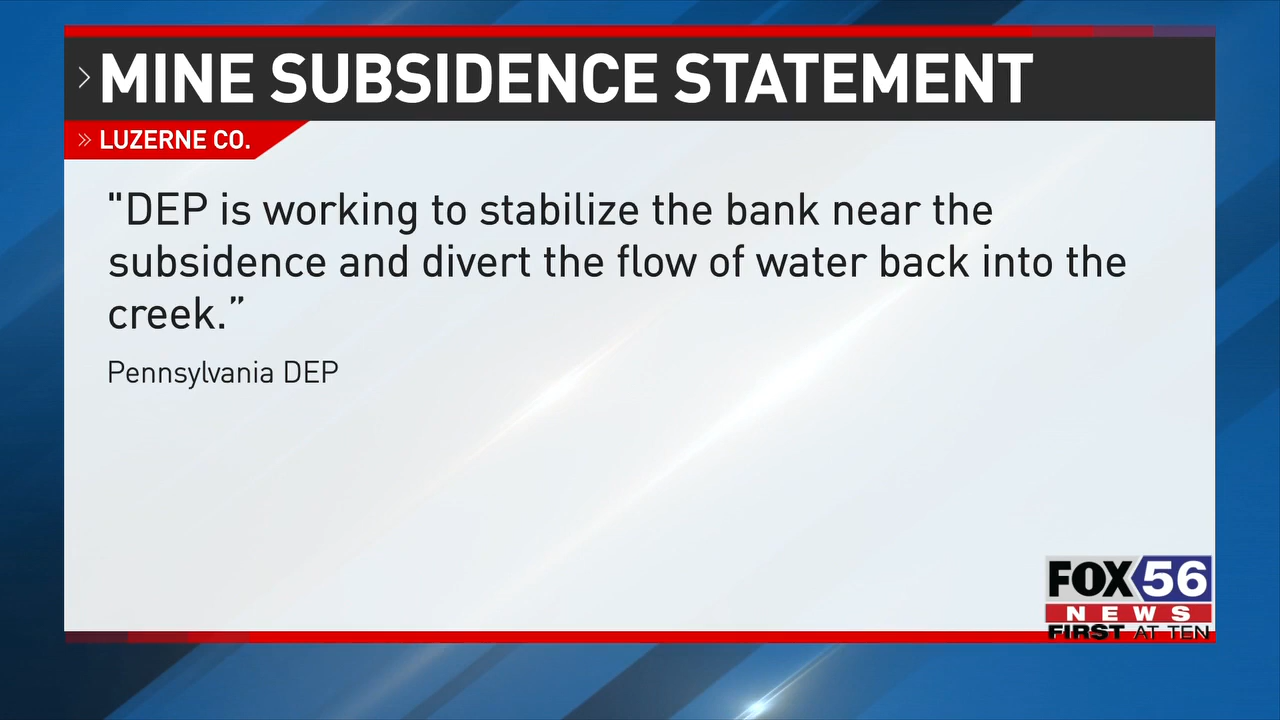 MINE SUBSIDENCE STATEMENT
LUZERNE CO.
"DEP is working to stabilize the bank near the
subsidence and divert the flow of water back into the
creek.”
Pennsylvania DEP
FOX 56
NEWS
FIRST AT TEN